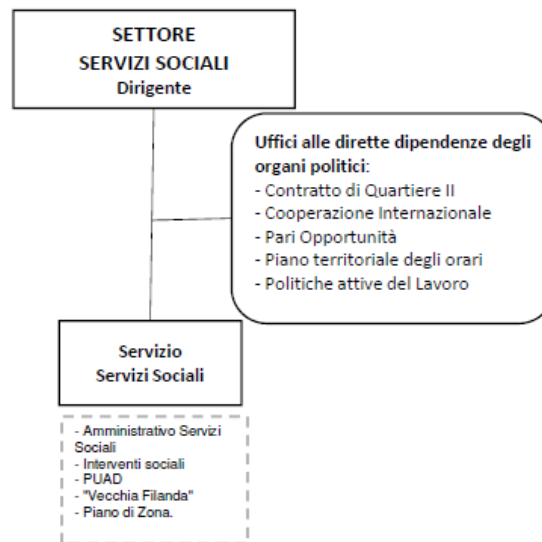 SETTORE
SERVIZI SOCIALI
Dirigente
Uffici alle dirette dipendenze degli
organi politici:
- Contratto di Quartiere II
- Cooperazione Internazionale
- Pari Opportunità
- Piano territoriale degli orari
- Politiche attive del Lavoro
Servizio
Servizi Sociali
- Amministrativo Servizi
Sociali
- Interventi sociali
- PUAD
- "Vecchia Filanda"
- Piano di Zona.